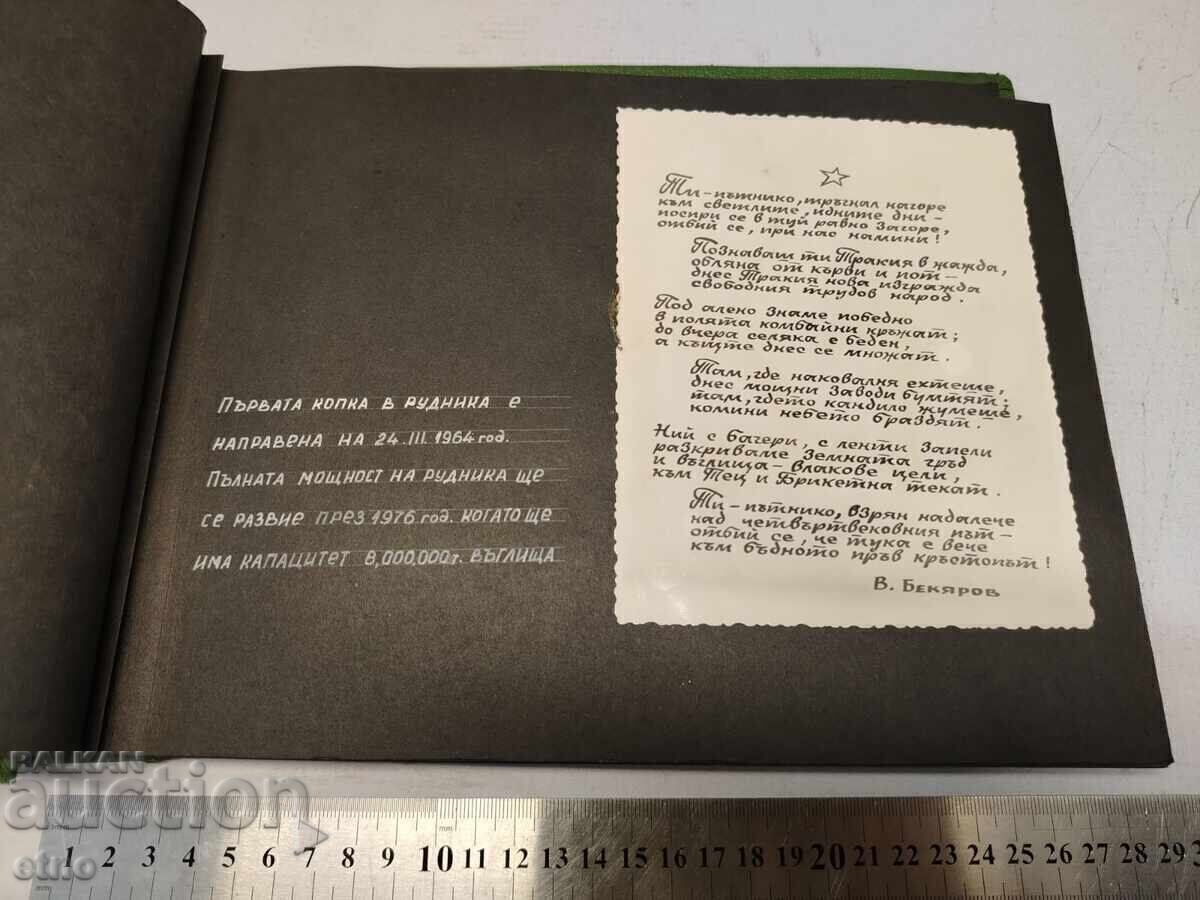 Първата копка в рудника е
направена на 24.III.1964 год.
Пълната мощност на рудника ще
се развие през 1976 год. когато ще
има капацитет 8,000,000 т. въглища
☆
Ти-пътнико, тръгнал нагоре
към светлите, идните дни-
поспри се в туй равно Загоре,
отбий се, при нас намини!
Познаваш ти Тракия в жажда,
обляна от кърви и пот-
днес Тракия нова изгражда
свободния трудов народ.
Под алено знаме победно
в полята комбайни кръжат;
до вчера селяка е беден,
а къщте днес се множат.
Там, где наковалня ехтеше,
днес мощни заводи бумтят;
там, гдето кандило жумеше,
комини небето браздят.
Ний с багери, с ленти запели
разкриваме земната гръд
и въглища-влакове цели,
към Тец и Брикетна текат.
Ти-пътнико, взрян надалече
над четвъртвековния път-
отбий се, че тука е вече
към бъдното пръв кръстопът!
В. Бекяров
BALKAN
auction
etno
mm
1 2 3 4 5 6 7 8 9 10 11 12 13 14 15 16 17 18 19 20 21 22 23 24 25 26 27 28 29